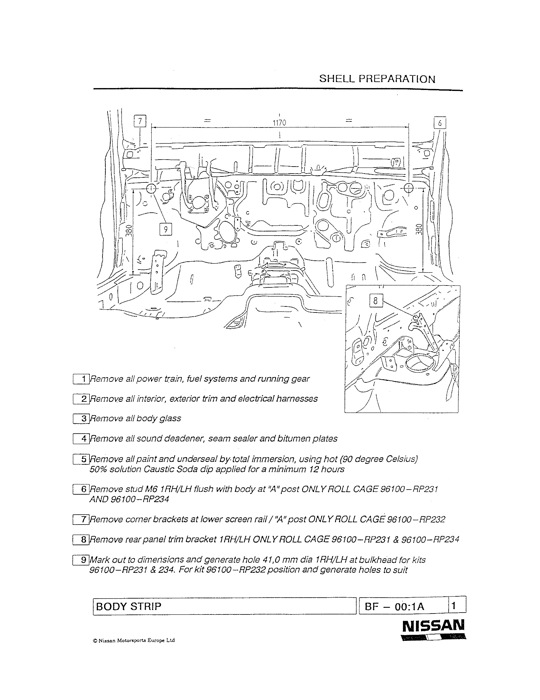 SHELL PREPARATION
7
=
1170
=
6
380
9
380
8
1 Remove all power train, fuel systems and running gear
2 Remove all interior, exterior trim and electrical harnesses
3 Remove all body glass
4 Remove all sound deadener, seam sealer and bitumen plates
5 Remove all paint and underseal by total immersion, using hot (90 degree Celsius)
50% solution Caustic Soda dip applied for a minimum 12 hours
6 Remove stud M6 1RH/LH flush with body at "A" post ONLY ROLL CAGE 96100-RP231
AND 96100-RP234
7 Remove corner brackets at lower screen rail / "A" post ONLY ROLL CAGE 96100-RP232
8 Remove rear panel trim bracket 1RH/LH ONLY ROLL CAGE 96100-RP231 & 96100-RP234
9 Mark out to dimensions and generate hole 41,0 mm dia 1RH/LH at bulkhead for kits
96100-RP231 & 234. For kit 96100-RP232 position and generate holes to suit
BODY STRIP BF - 00:1A 1
NISSAN
© Nissan Motorsports Europe Ltd